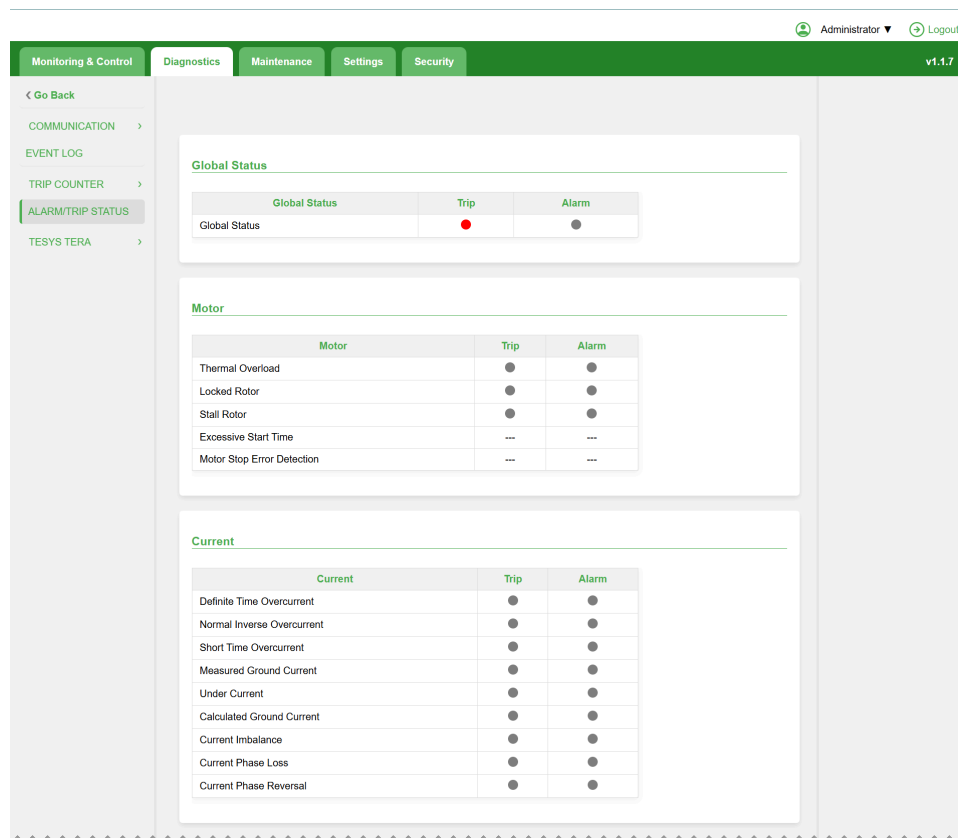 Administrator ▼ Logout
Monitoring & Control Diagnostics Maintenance Settings Security v1.1.7
Go Back
COMMUNICATION
EVENT LOG
TRIP COUNTER
ALARM/TRIP STATUS
TESYS TERA
Global Status
Global Status Trip Alarm
Global Status
Motor
Motor Trip Alarm
Thermal Overload
Locked Rotor
Stall Rotor
Excessive Start Time --- ---
Motor Stop Error Detection --- ---
Current
Current Trip Alarm
Definite Time Overcurrent
Normal Inverse Overcurrent
Short Time Overcurrent
Measured Ground Current
Under Current
Calculated Ground Current
Current Imbalance
Current Phase Loss
Current Phase Reversal